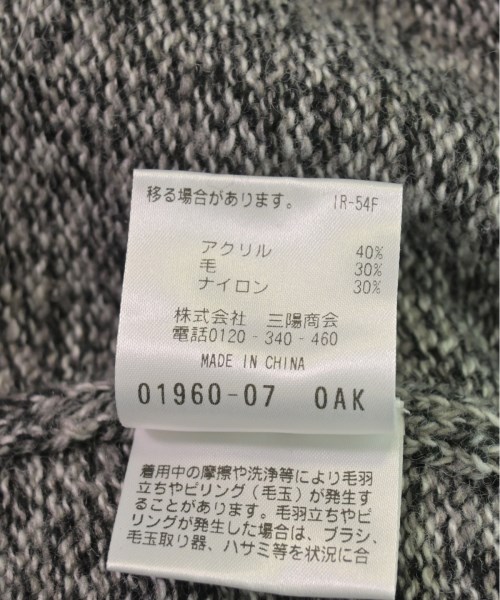 移る場合があります。 IR-54F
アクリル 40%
毛 30%
ナイロン 30%
株式会社 三陽商会
電話0120-340-460
MADE IN CHINA
01960-07 OAK
着用中の摩擦や洗浄等により毛羽
立ちやピリング（毛玉）が発生す
ることがあります。毛羽立ちやピ
リングが発生した場合は、ブラシ、
毛玉取り器、ハサミ等を状況に合